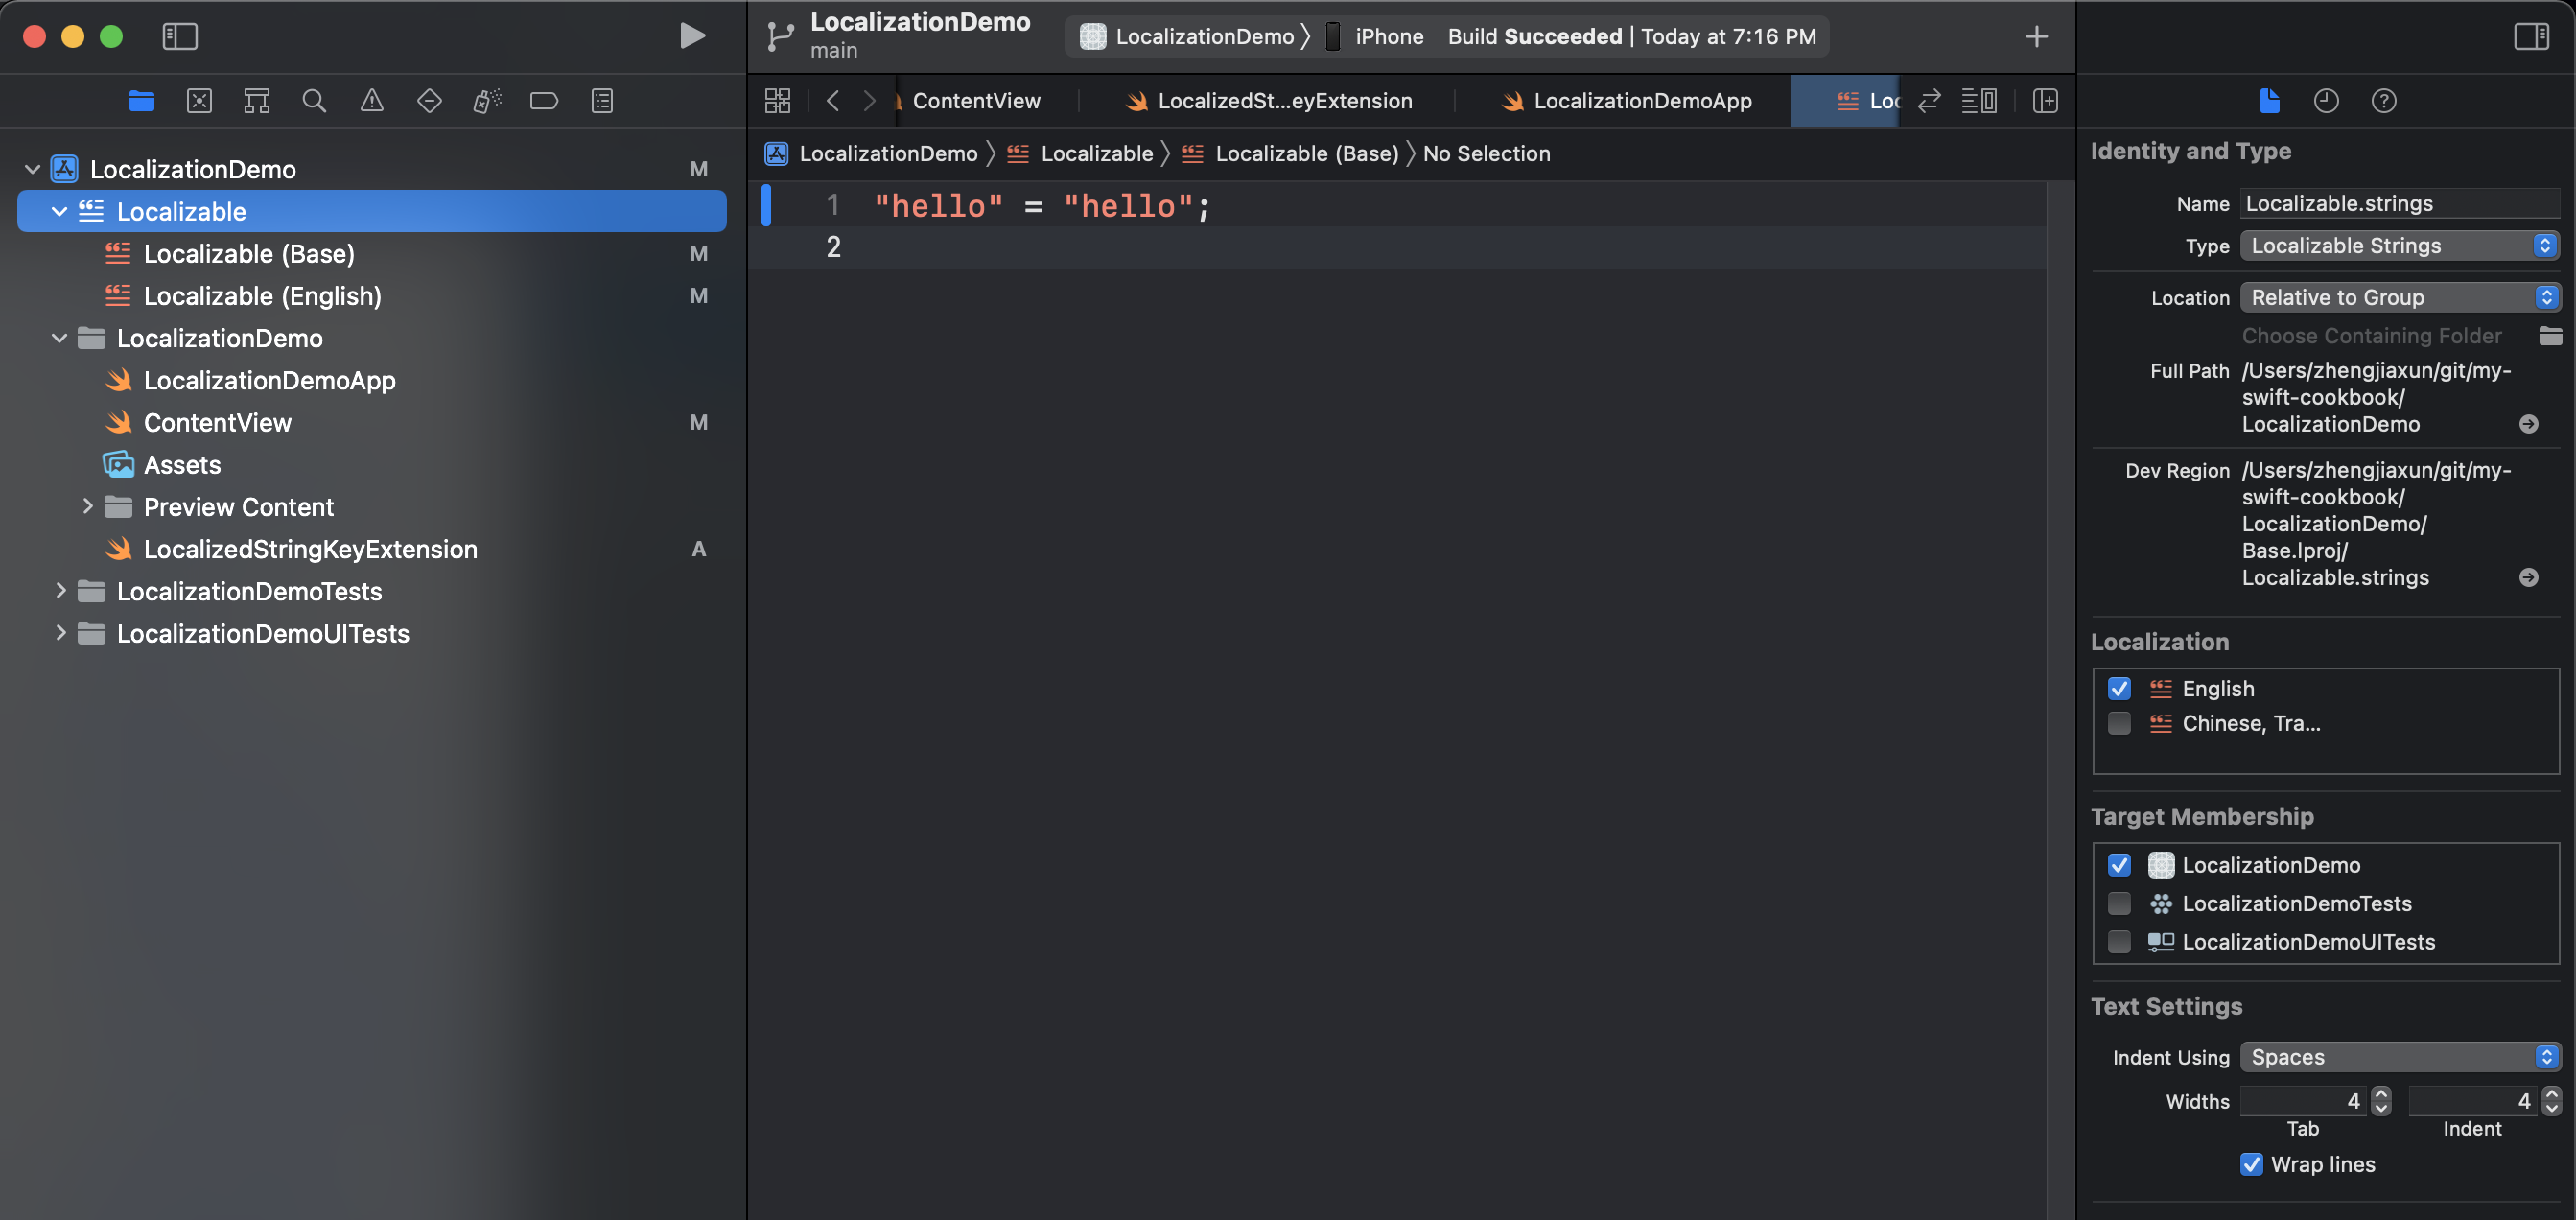 LocalizationDemo
main
LocalizationDemo
iPhone
Build Succeeded | Today at 7:16 PM
ContentView
LocalizedSt...eyExtension
LocalizationDemoApp
Loc
LocalizationDemo
Localizable
Localizable (Base)
No Selection
LocalizationDemo M
Localizable
Localizable (Base) M
Localizable (English) M
LocalizationDemo
LocalizationDemoApp
ContentView M
Assets
Preview Content
LocalizedStringKeyExtension A
LocalizationDemoTests
LocalizationDemoUITests
1 "hello" = "hello";
2
Identity and Type
Name Localizable.strings
Type Localizable Strings
Location Relative to Group
Choose Containing Folder
Full Path /Users/zhengjiaxun/git/my-
swift-cookbook/
LocalizationDemo
Dev Region /Users/zhengjiaxun/git/my-
swift-cookbook/
LocalizationDemo/
Base.lproj/
Localizable.strings
Localization
English
Chinese, Tra...
Target Membership
LocalizationDemo
LocalizationDemoTests
LocalizationDemoUITests
Text Settings
Indent Using Spaces
Widths 4 4
Tab Indent
Wrap lines